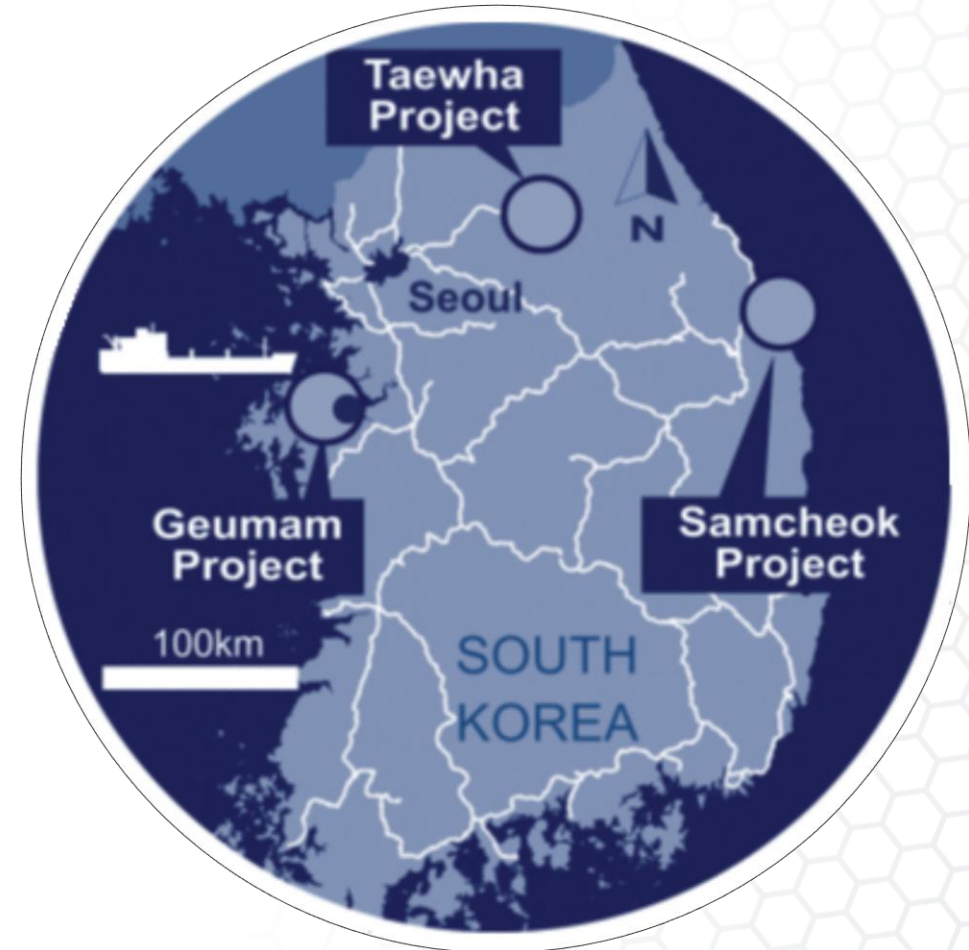 Taewha
Project
N
Seoul
Geumam
Project
Samcheok
Project
100km
SOUTH
KOREA